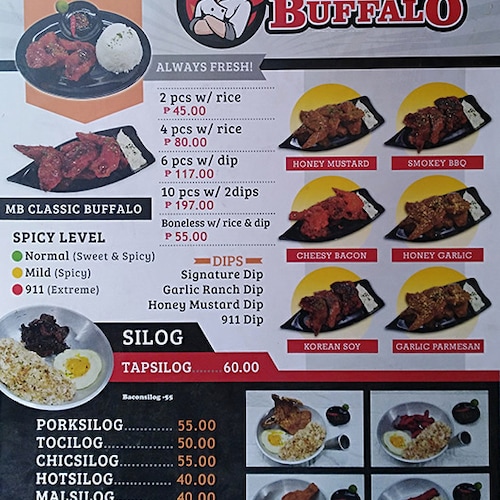 BUFFALO
ALWAYS FRESH!
2 pcs w/ rice
₱ 45.00
4 pcs w/ rice
₱ 80.00
6 pcs w/ dip
₱ 117.00
10 pcs w/ 2dips
₱ 197.00
Boneless w/ rice & dip
₱ 55.00
HONEY MUSTARD
SMOKEY BBQ
CHEESY BACON
HONEY GARLIC
KOREAN SOY
GARLIC PARMESAN
MB CLASSIC BUFFALO
SPICY LEVEL
Normal (Sweet & Spicy)
Mild (Spicy)
911 (Extreme)
DIPS
Signature Dip
Garlic Ranch Dip
Honey Mustard Dip
911 Dip
SILOG
TAPSILOG........ 60.00
Baconsilog -55
PORKSILOG............ 55.00
TOCILOG............... 50.00
CHICSILOG............ 55.00
HOTSILOG............. 40.00
MALSILOG............. 40.00